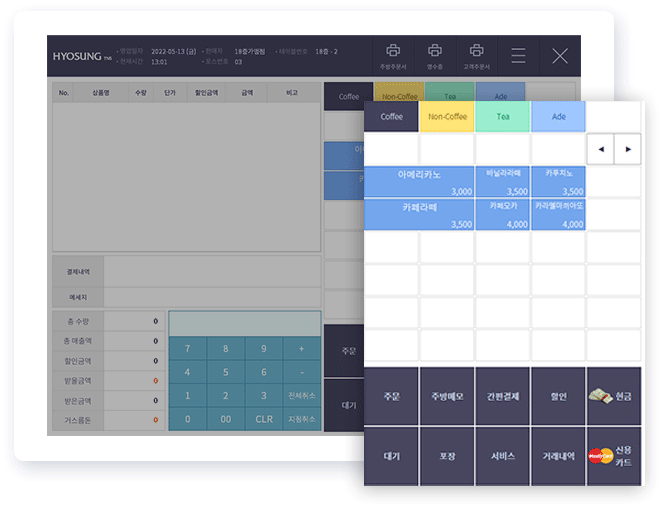 HYOSUNG TNS
• 영업일자 2022-05-13 [금] • 판매처 18층가맹점 • 테이블번호 18층 - 2
• 현재시간 13:01 • 포스번호 03
주방주문서 영수증 고객주문서
No. 상품명 수량 단가 할인금액 금액 비고
Coffee Non-Coffee Tea Ade
결제내역
메세지
총 수량 0
총 매출액 0
할인금액 0
받을금액 0
받은금액 0
거스름돈 0
7 8 9 +
4 5 6 -
1 2 3 전체취소
0 00 CLR 지정취소
주문
대기
Coffee Non-Coffee Tea Ade
◀ ▶
아메리카노 바닐라라떼 카푸치노
3,000 3,500 3,500
카페라떼 카페모카 카라멜마끼아또
3,500 4,000 4,000
주문 주방메모 간편결제 할인 현금
대기 포장 서비스 거래내역 MasterCard 신용
카드